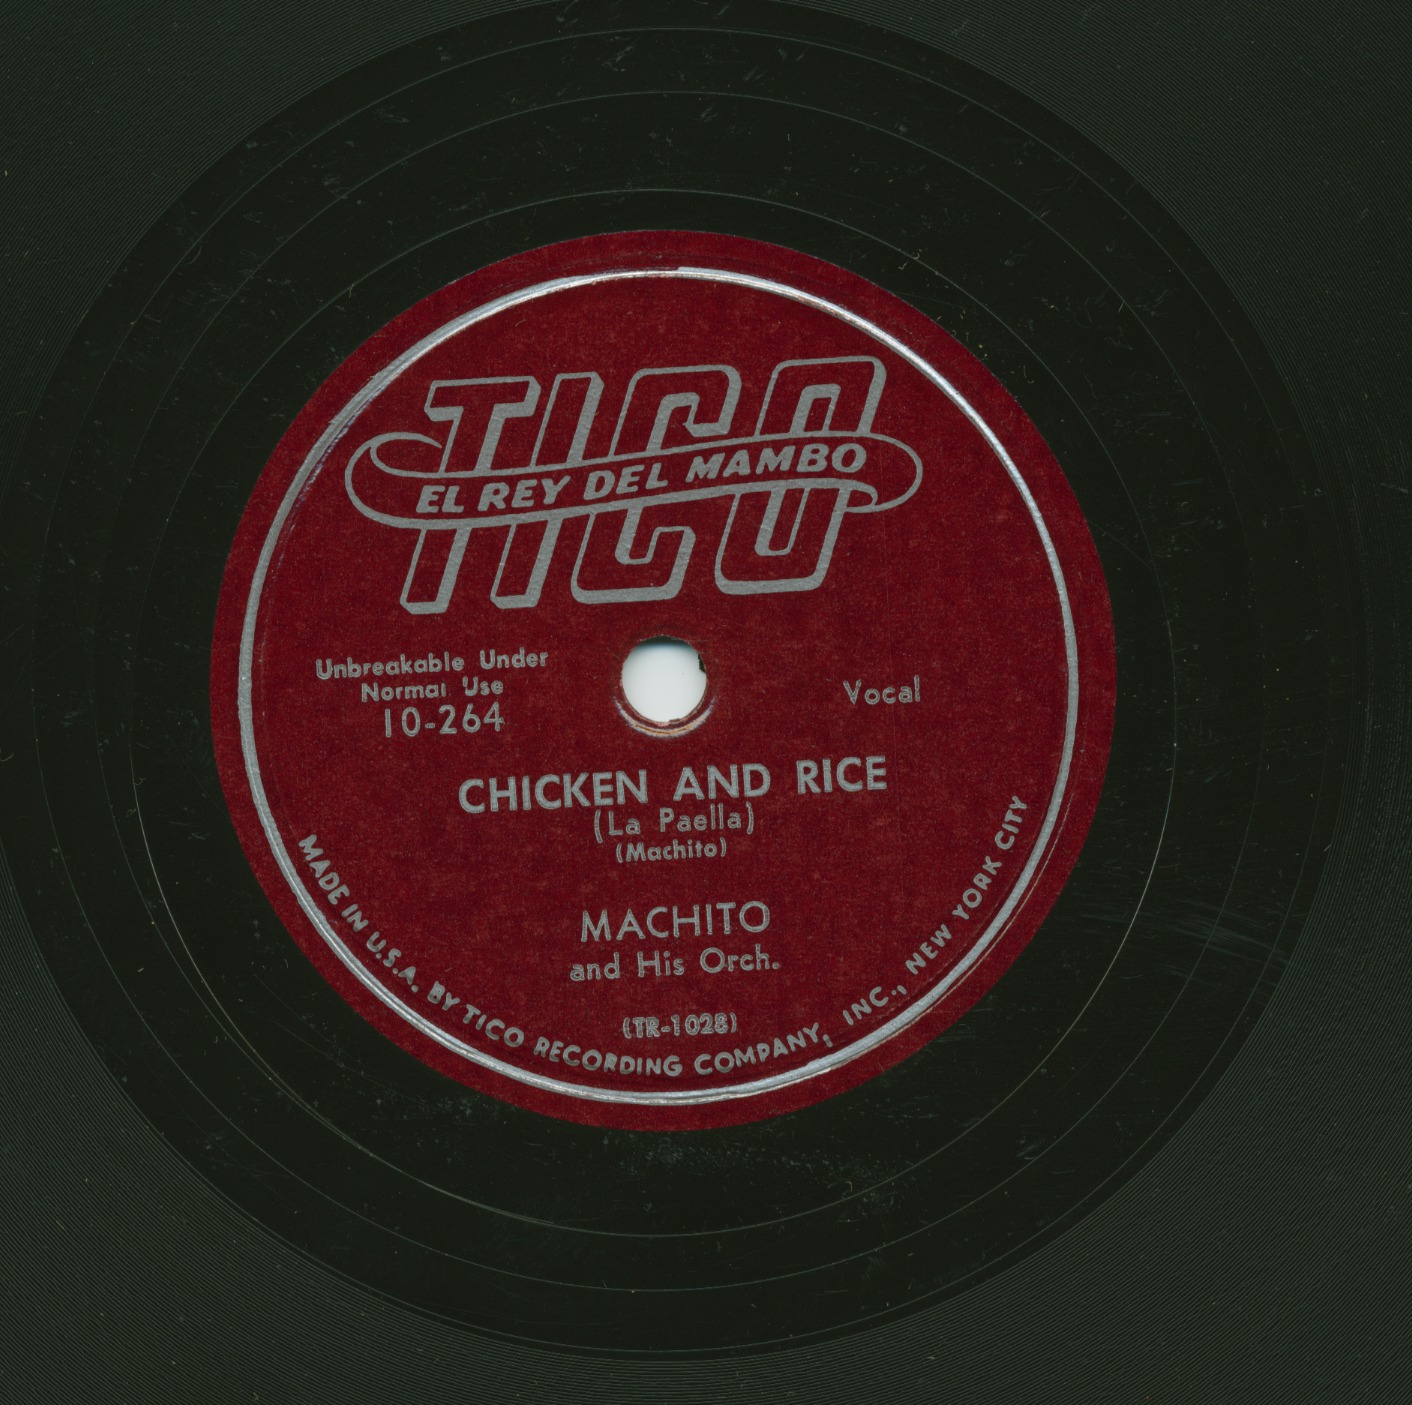 TICO
EL REY DEL MAMBO
Unbreakable Under
Normal Use
10-264
Vocal
CHICKEN AND RICE
(La Paella)
(Machito)
MACHITO
and His Orch.
(TR-1028)
MADE IN U.S.A. BY TICO RECORDING COMPANY, INC., NEW YORK CITY